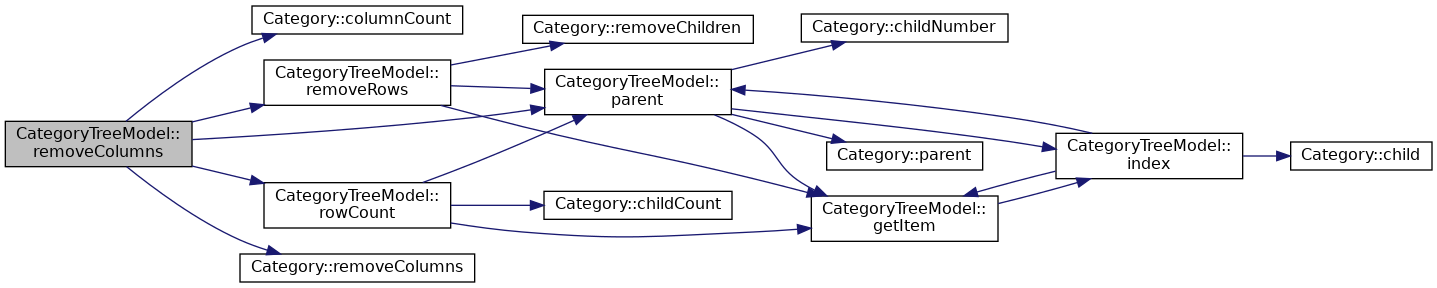 CategoryTreeModel::
removeColumns
Category::columnCount
CategoryTreeModel::
removeRows
CategoryTreeModel::
rowCount
Category::removeColumns
Category::removeChildren
CategoryTreeModel::
parent
Category::childCount
Category::childNumber
Category::parent
CategoryTreeModel::
getItem
CategoryTreeModel::
index
Category::child